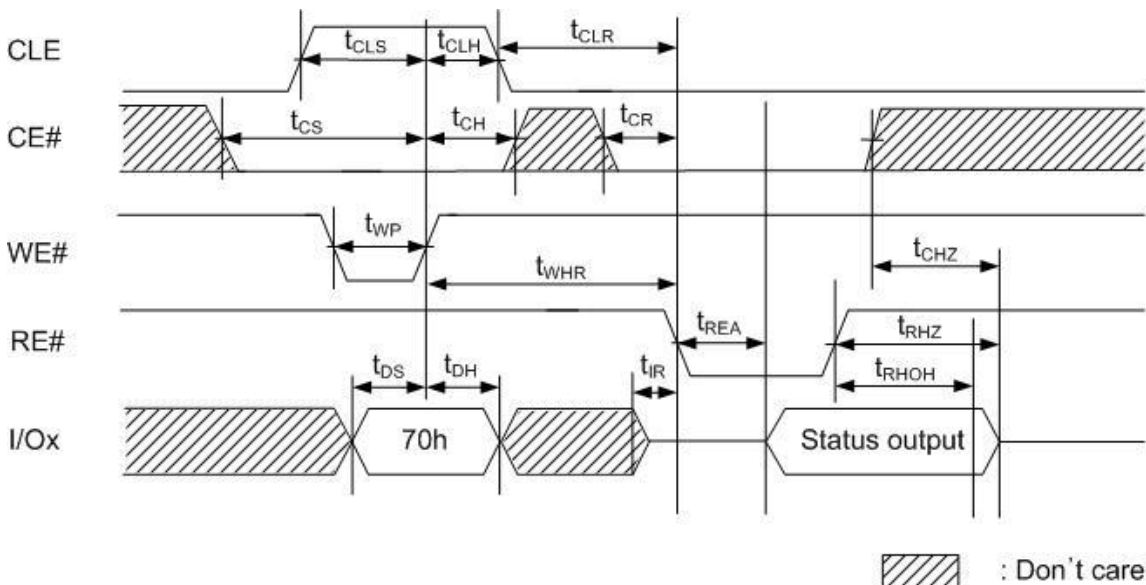 CLE
tCLS
tCLH
tCLR
CE#
tCS
tCH
tCR
WE#
tWP
tWHR
tCHZ
RE#
tREA
tRHZ
tDS
tDH
tIR
tRHOH
I/Ox
70h
Status output
: Don`t care